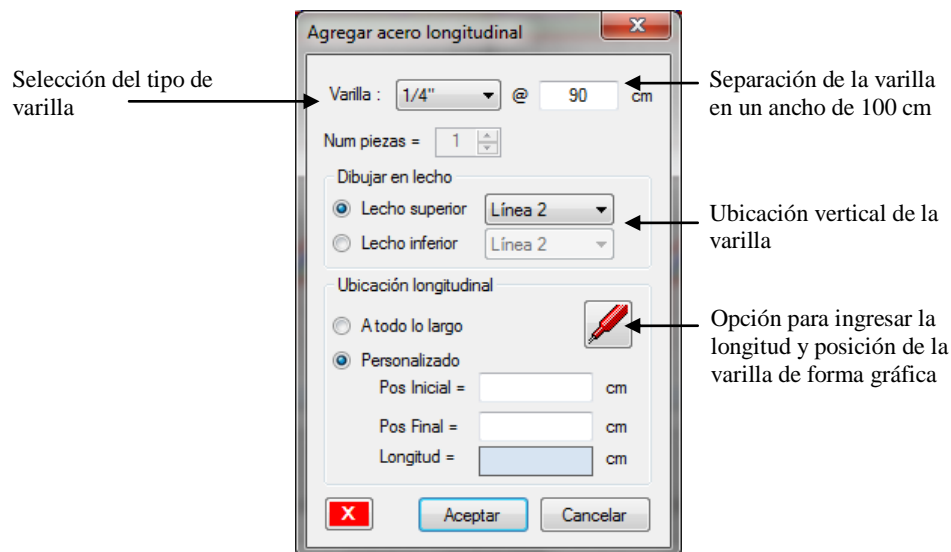 Agregar acero longitudinal
X
Selección del tipo de
varilla
Varilla : 1/4" @ 90 cm
Separación de la varilla
en un ancho de 100 cm
Num piezas = 1
Dibujar en lecho
Lecho superior Línea 2
Lecho inferior Línea 2
Ubicación vertical de la
varilla
Ubicación longitudinal
A todo lo largo
Personalizado
Opción para ingresar la
longitud y posición de la
varilla de forma gráfica
Pos Inicial = cm
Pos Final = cm
Longitud = cm
X Aceptar Cancelar